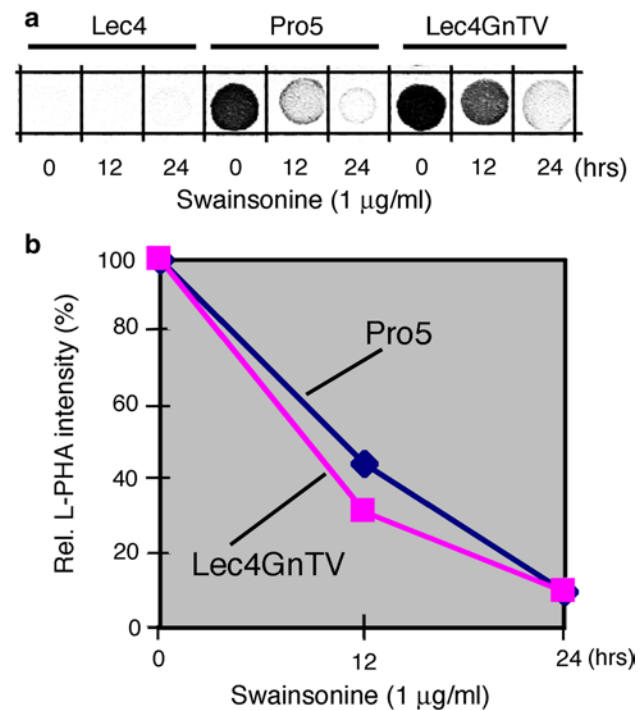 a
Lec4 Pro5 Lec4GnTV
0 12 24 0 12 24 0 12 24 (hrs)
Swainsonine (1 μg/ml)
b
100
80
60
40
20
0
Rel. L-PHA intensity (%)
Pro5
Lec4GnTV
0 12 24 (hrs)
Swainsonine (1 μg/ml)